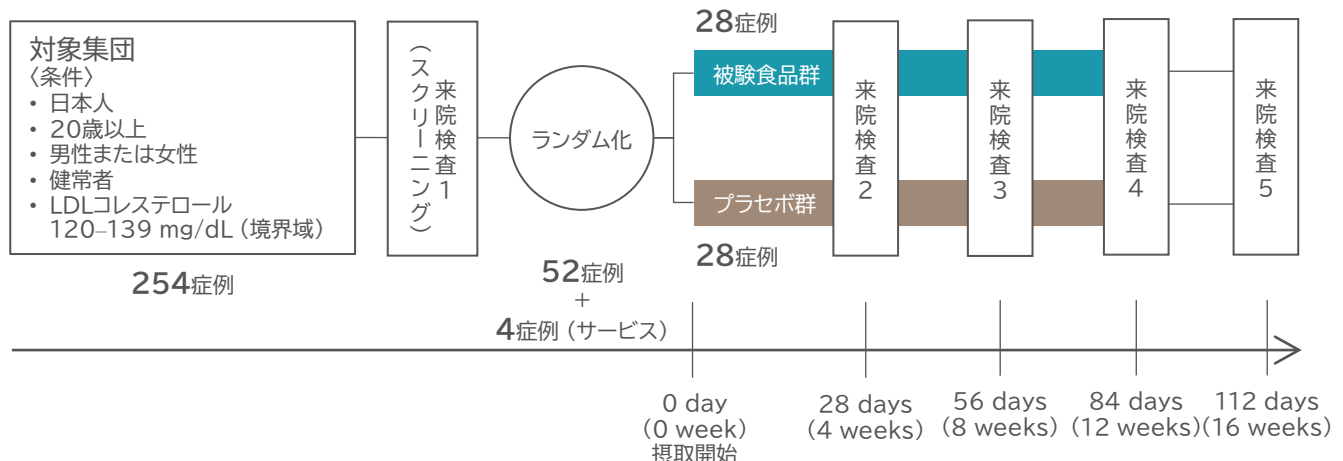 対象集団
〈条件〉
・ 日本人
・ 20歳以上
・ 男性または女性
・ 健常者
・ LDLコレステロール
120–139 mg/dL（境界域）
254症例
来院検査1
（スクリーニング）
ランダム化
52症例
+
4症例（サービス）
28症例
被験食品群
プラセボ群
28症例
来院検査2
来院検査3
来院検査4
来院検査5
0 day
(0 week)
摂取開始
28 days
(4 weeks)
56 days
(8 weeks)
84 days
(12 weeks)
112 days
(16 weeks)